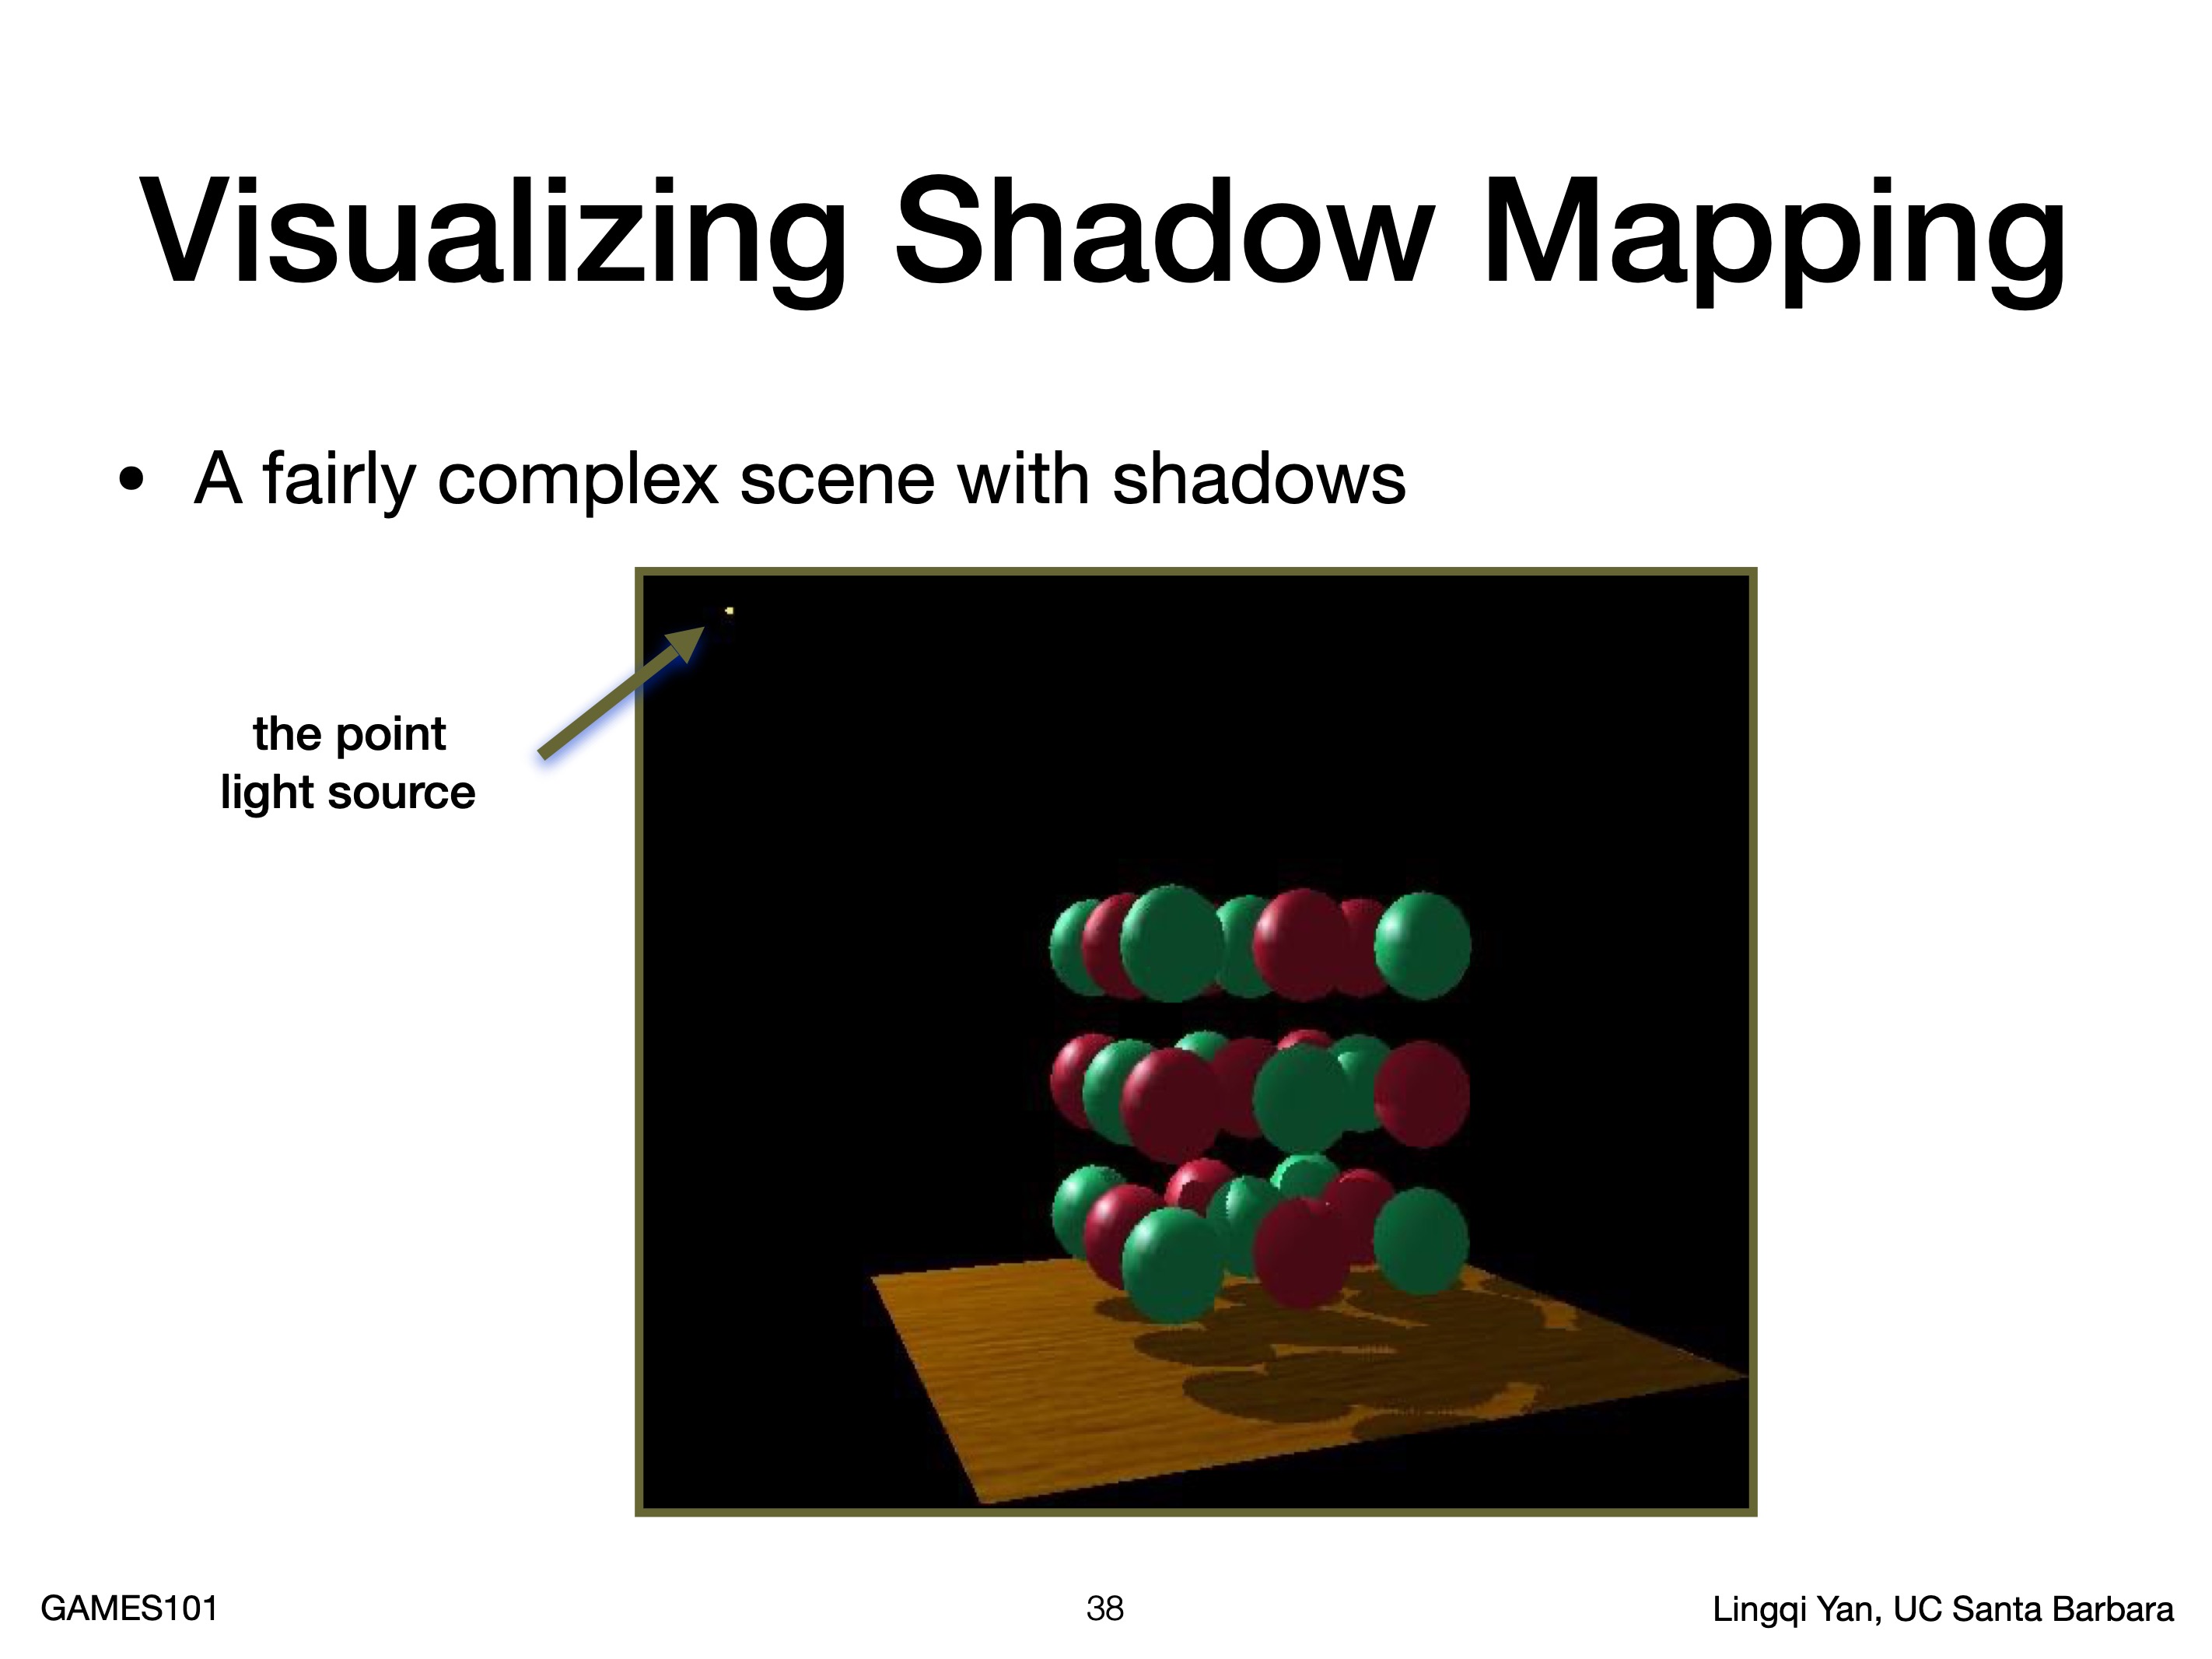 Visualizing Shadow Mapping
• A fairly complex scene with shadows
the point
light source
GAMES101
38
Lingqi Yan, UC Santa Barbara